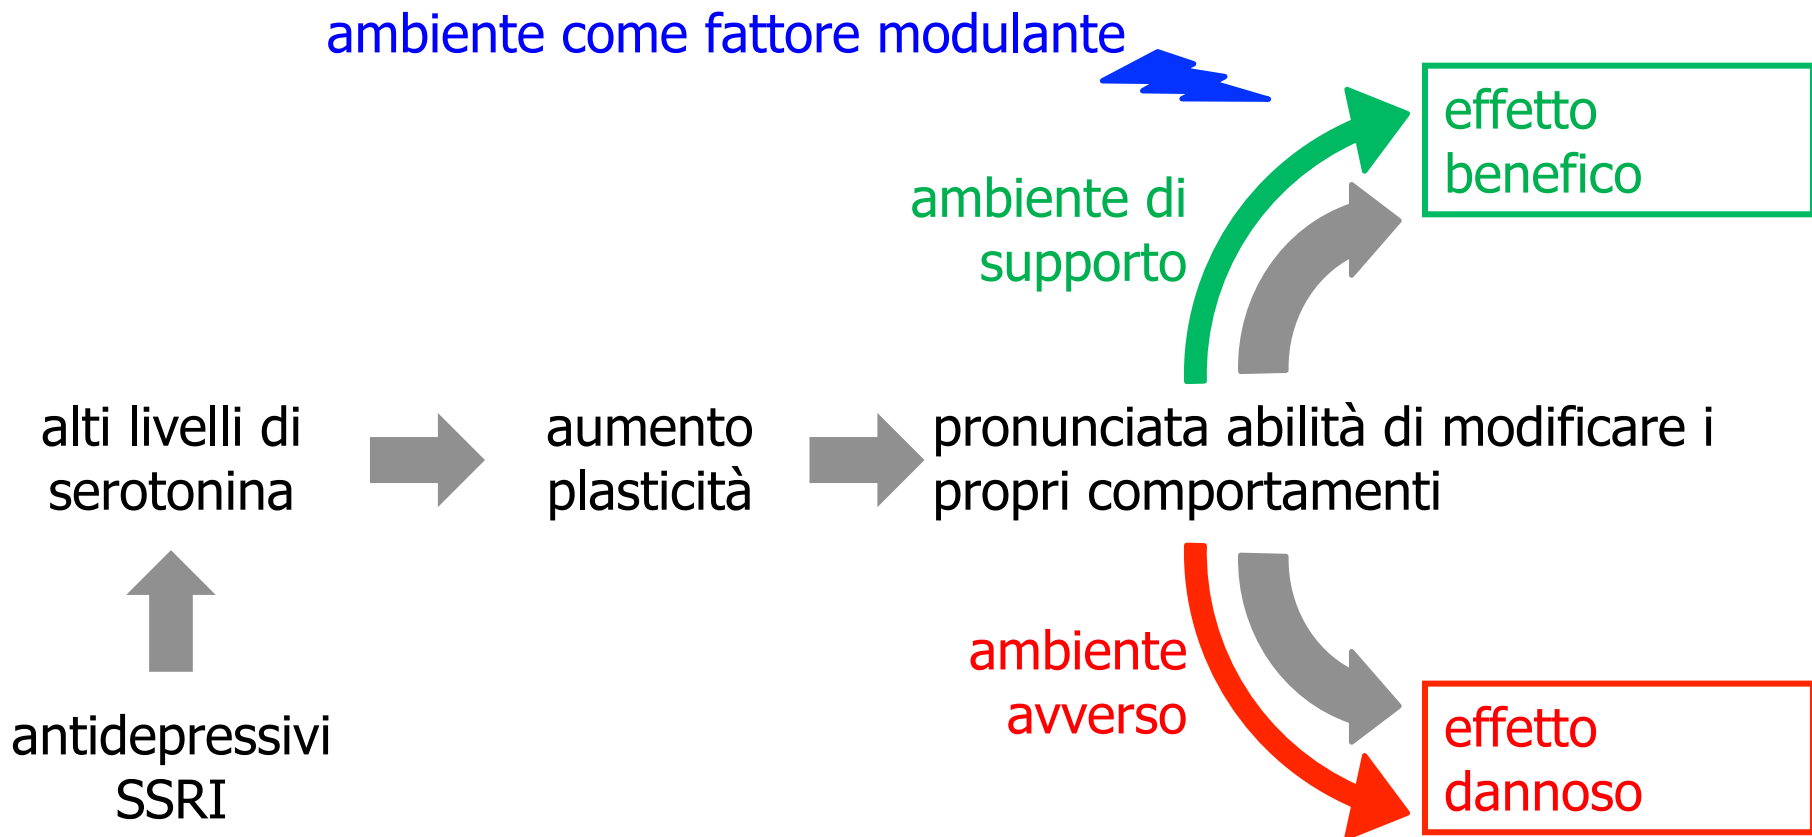 ambiente come fattore modulante
effetto
benefico
ambiente di
supporto
alti livelli di
serotonina
aumento
plasticità
pronunciata abilità di modificare i
propri comportamenti
antidepressivi
SSRI
ambiente
avverso
effetto
dannoso